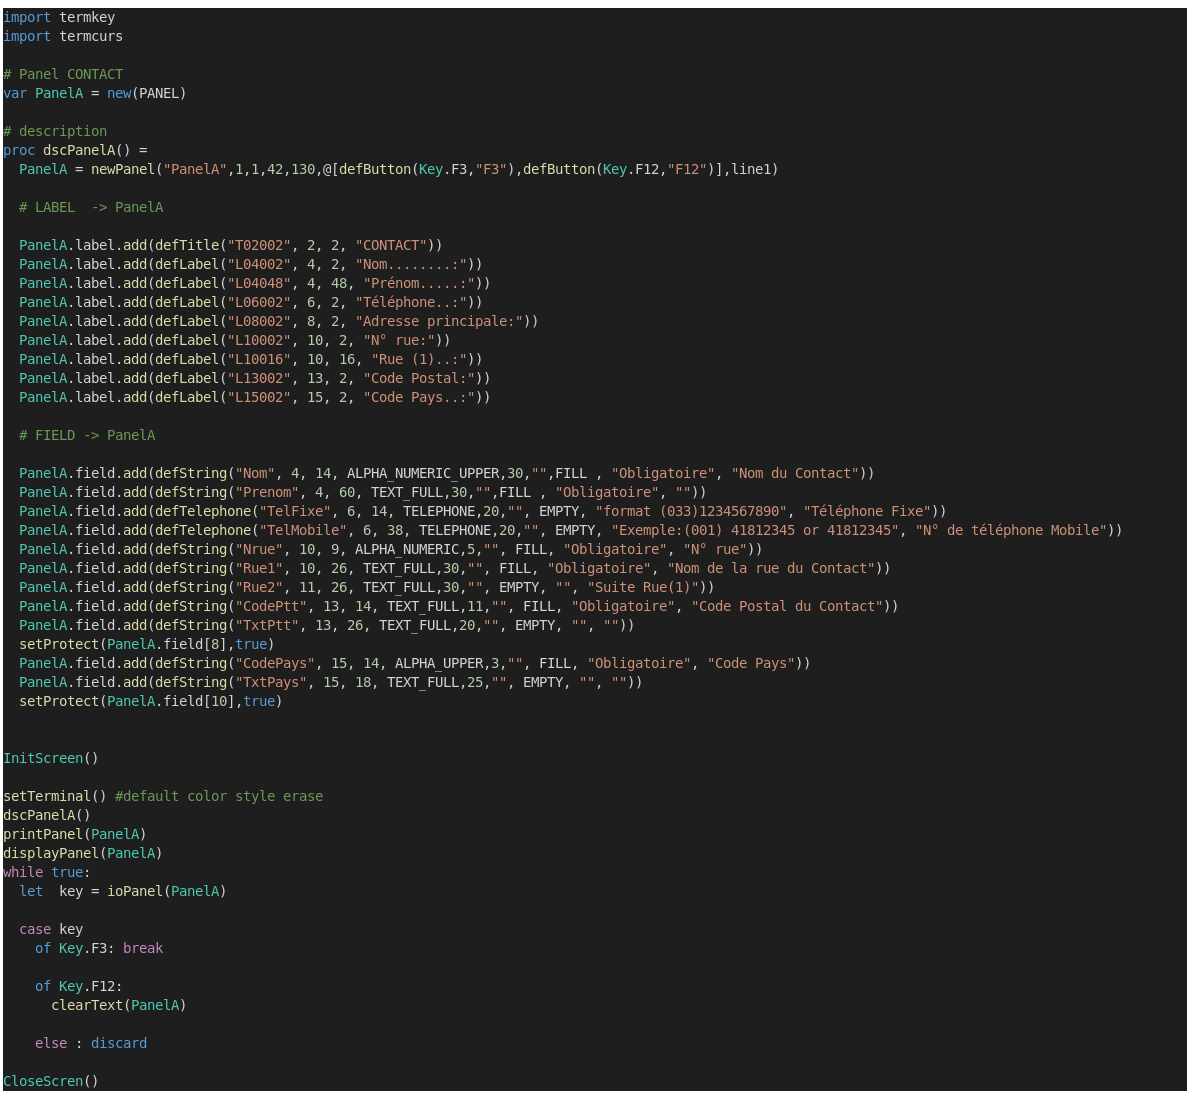 import termkey
import termcurs
# Panel CONTACT
var PanelA = new(PANEL)
# description
proc dscPanelA() =
  PanelA = newPanel("PanelA",1,1,42,130,@[defButton(Key.F3,"F3"),defButton(Key.F12,"F12")],line1)
  # LABEL  -> PanelA
  PanelA.label.add(defTitle("T02002", 2, 2, "CONTACT"))
  PanelA.label.add(defLabel("L04002", 4, 2, "Nom........:"))
  PanelA.label.add(defLabel("L04048", 4, 48, "Prénom.....:"))
  PanelA.label.add(defLabel("L06002", 6, 2, "Téléphone..:"))
  PanelA.label.add(defLabel("L08002", 8, 2, "Adresse principale:"))
  PanelA.label.add(defLabel("L10002", 10, 2, "N° rue:"))
  PanelA.label.add(defLabel("L10016", 10, 16, "Rue (1)..:"))
  PanelA.label.add(defLabel("L13002", 13, 2, "Code Postal:"))
  PanelA.label.add(defLabel("L15002", 15, 2, "Code Pays..:"))
  # FIELD -> PanelA
  PanelA.field.add(defString("Nom", 4, 14, ALPHA_NUMERIC_UPPER,30,"",FILL , "Obligatoire", "Nom du Contact"))
  PanelA.field.add(defString("Prenom", 4, 60, TEXT_FULL,30,"",FILL , "Obligatoire", ""))
  PanelA.field.add(defTelephone("TelFixe", 6, 14, TELEPHONE,20,"", EMPTY, "format (033)1234567890", "Téléphone Fixe"))
  PanelA.field.add(defTelephone("TelMobile", 6, 38, TELEPHONE,20,"", EMPTY, "Exemple:(001) 41812345 or 41812345", "N° de téléphone Mobile"))
  PanelA.field.add(defString("Nrue", 10, 9, ALPHA_NUMERIC,5,"", FILL, "Obligatoire", "N° rue"))
  PanelA.field.add(defString("Rue1", 10, 26, TEXT_FULL,30,"", FILL, "Obligatoire", "Nom de la rue du Contact"))
  PanelA.field.add(defString("Rue2", 11, 26, TEXT_FULL,30,"", EMPTY, "", "Suite Rue(1)"))
  PanelA.field.add(defString("CodePtt", 13, 14, TEXT_FULL,11,"", FILL, "Obligatoire", "Code Postal du Contact"))
  PanelA.field.add(defString("TxtPtt", 13, 26, TEXT_FULL,20,"", EMPTY, "", ""))
  setProtect(PanelA.field[8],true)
  PanelA.field.add(defString("CodePays", 15, 14, ALPHA_UPPER,3,"", FILL, "Obligatoire", "Code Pays"))
  PanelA.field.add(defString("TxtPays", 15, 18, TEXT_FULL,25,"", EMPTY, "", ""))
  setProtect(PanelA.field[10],true)
InitScreen()
setTerminal() #default color style erase
dscPanelA()
printPanel(PanelA)
displayPanel(PanelA)
while true:
  let  key = ioPanel(PanelA)
  case key
    of Key.F3: break
    of Key.F12:
      clearText(PanelA)
    else : discard
CloseScren()